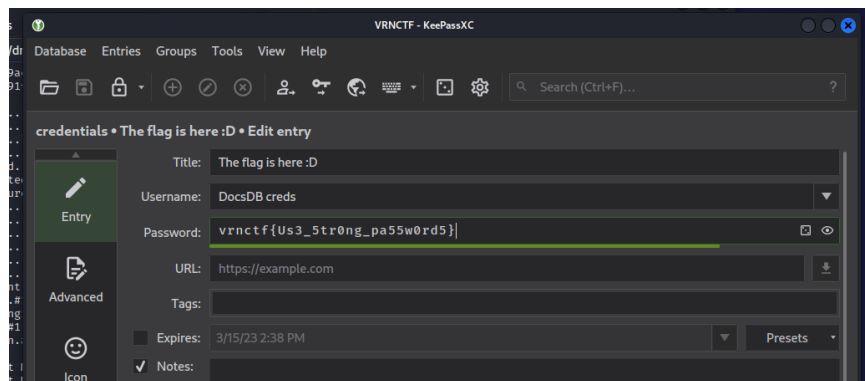 VRNCTF - KeePassXC
Database Entries Groups Tools View Help
Search (Ctrl+F)... ?
credentials • The flag is here :D • Edit entry
Title: The flag is here :D
Username: DocsDB creds
Entry
Password: vrnctf{Us3_5tr0ng_pa55w0rd5}
URL: https://example.com
Advanced
Tags:
Expires: 3/15/23 2:38 PM Presets
Notes:
Icon